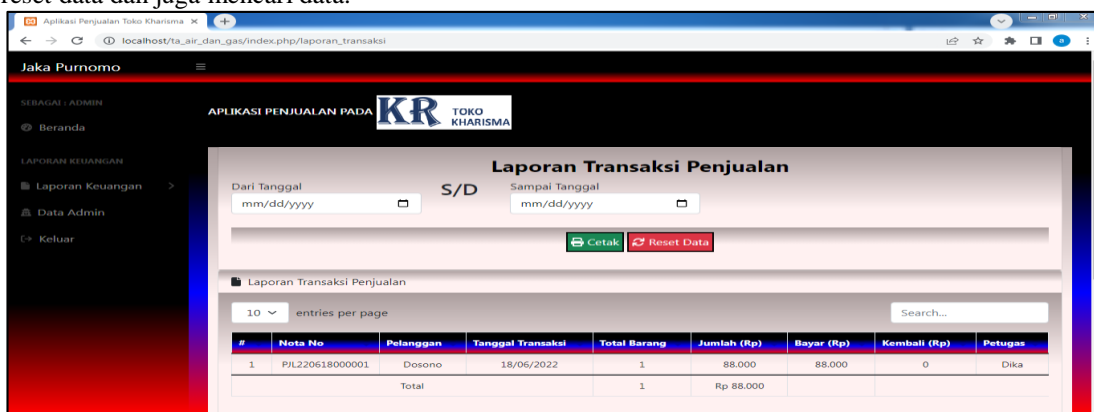 reset data dan juga mencari data.
Aplikasi Penjualan Toko Kharisma
localhost/ta_air_dan_gas/index.php/laporan_transaksi
a
Jaka Purnomo
SEBAGAI : ADMIN
Beranda
LAPORAN KEUANGAN
Laporan Keuangan >
Data Admin
Keluar
APLIKASI PENJUALAN PADA KR TOKO KHARISMA
Laporan Transaksi Penjualan
Dari Tanggal S/D Sampai Tanggal
mm/dd/yyyy mm/dd/yyyy
Cetak Reset Data
Laporan Transaksi Penjualan
10 entries per page Search...
# Nota No Pelanggan Tanggal Transaksi Total Barang Jumlah (Rp) Bayar (Rp) Kembali (Rp) Petugas
1 PJL220618000001 Dosono 18/06/2022 1 88.000 88.000 0 Dika
Total 1 Rp 88.000